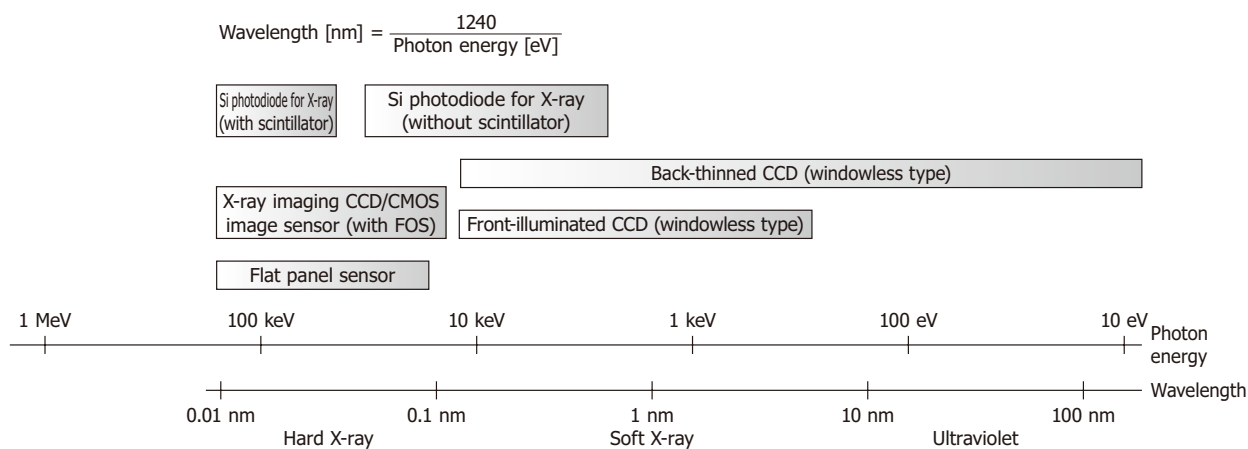 Wavelength [nm] = 1240
Photon energy [eV]
Si photodiode for X-ray
(with scintillator)
Si photodiode for X-ray
(without scintillator)
Back-thinned CCD (windowless type)
X-ray imaging CCD/CMOS
image sensor (with FOS)
Front-illuminated CCD (windowless type)
Flat panel sensor
1 MeV 100 keV 10 keV 1 keV 100 eV 10 eV
Photon
energy
Wavelength
0.01 nm 0.1 nm 1 nm 10 nm 100 nm
Hard X-ray Soft X-ray Ultraviolet